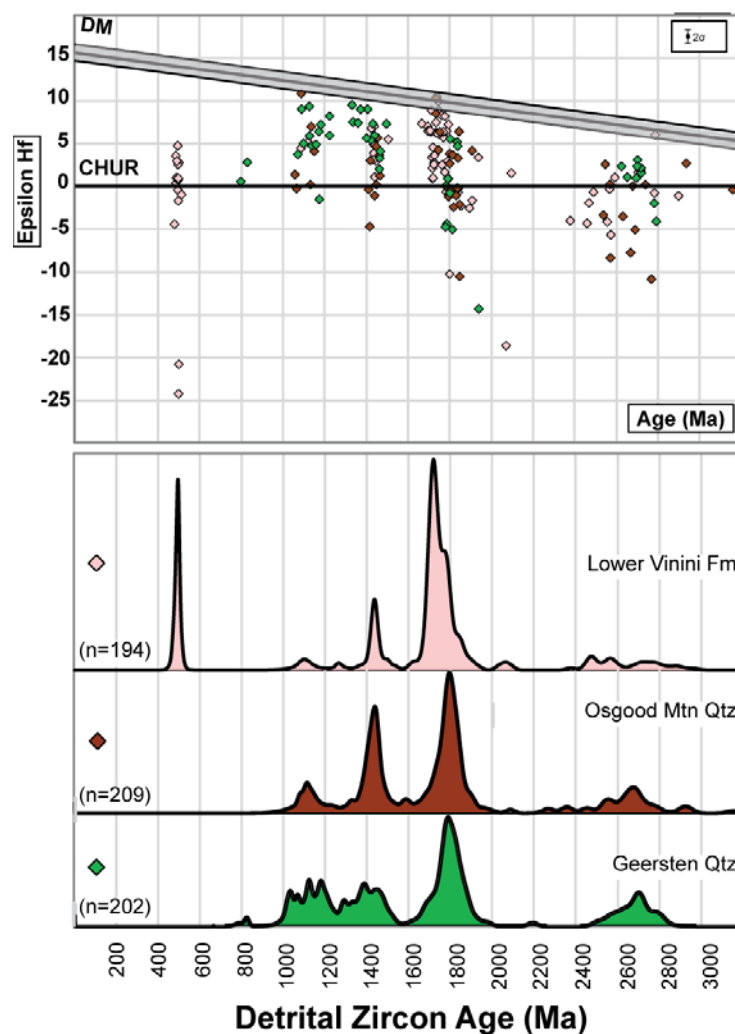 DM
2σ
15
10
5
CHUR
0
-5
-10
-15
-20
-25
Epsilon Hf
Age (Ma)
Lower Vinini Fm
(n=194)
Osgood Mtn Qtz
(n=209)
Geersten Qtz
(n=202)
200 400 600 800 1000 1200 1400 1600 1800 2000 2200 2400 2600 2800 3000
Detrital Zircon Age (Ma)